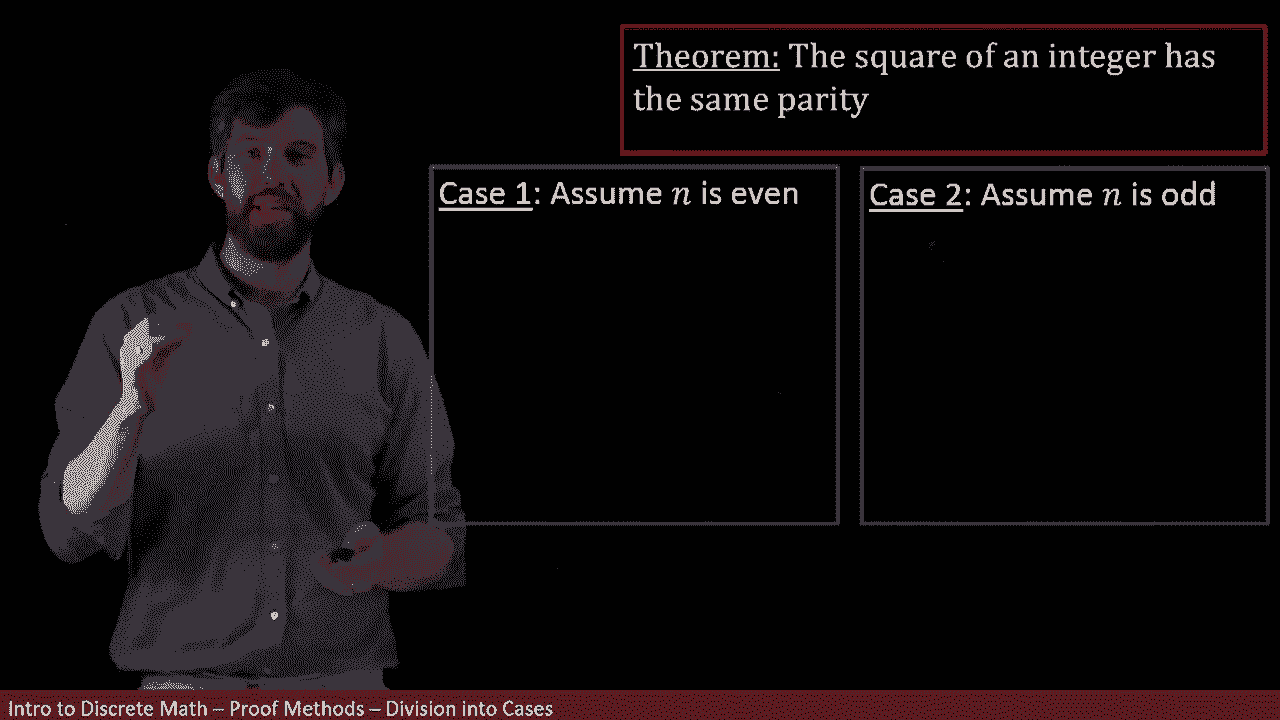 Theorem: The square of an integer has
the same parity
Case 1: Assume n is even
Case 2: Assume n is odd
Intro to Discrete Math – Proof Methods – Division into Cases